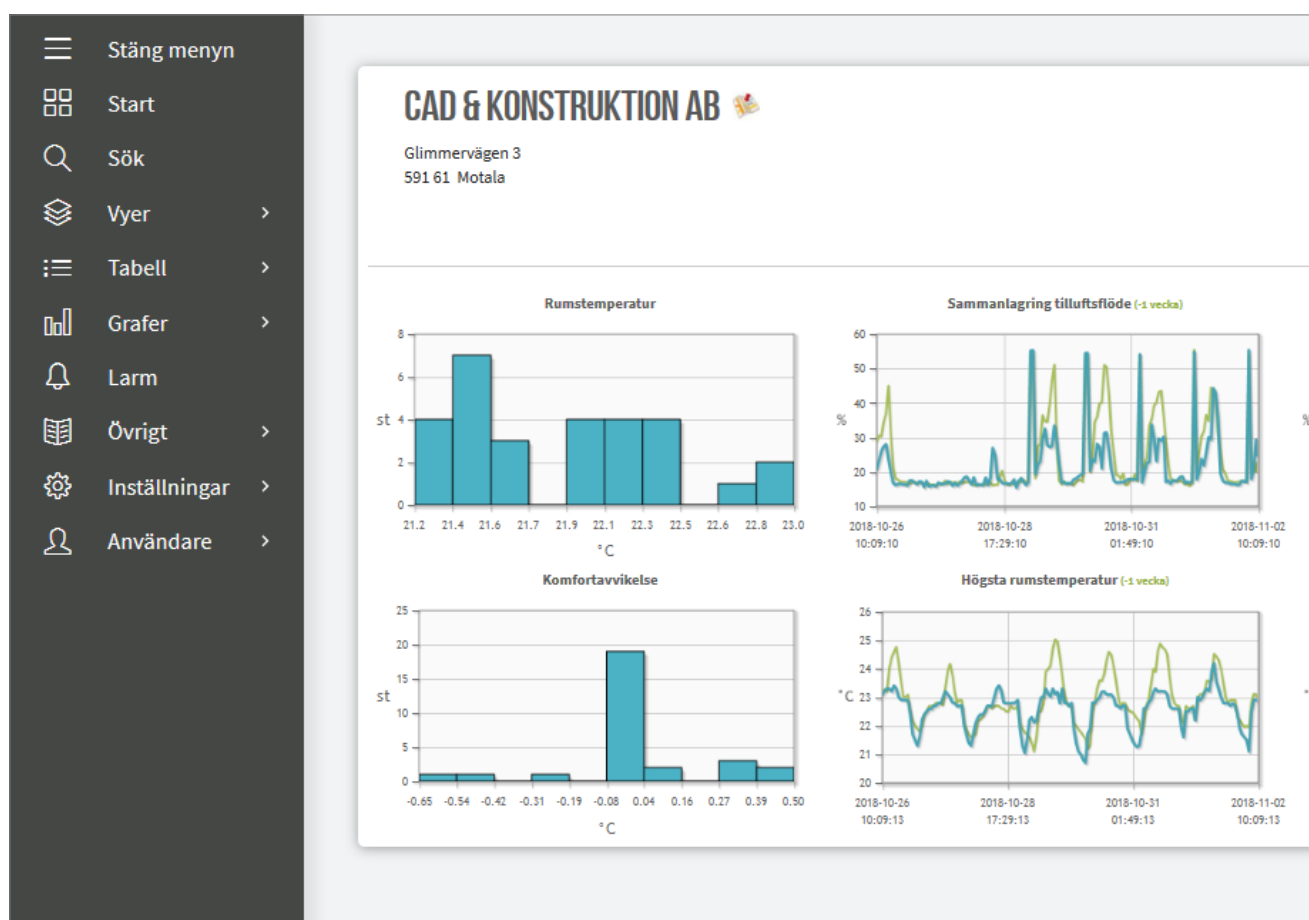 Stäng menyn
Start
Sök
Vyer
Tabell
Grafer
Larm
Övrigt
Inställningar
Användare
CAD & KONSTRUKTION AB
Glimmervägen 3
591 61 Motala
Rumstemperatur
8
6
4
2
0
st
21.2 21.4 21.6 21.7 21.9 22.1 22.3 22.5 22.6 22.8 23.0
°C
Sammanlagring tilluftsflöde (-1 vecka)
60
50
40
30
20
10
%
2018-10-26 2018-10-28 2018-10-31 2018-11-02
10:09:10 17:29:10 01:49:10 10:09:10
%
Komfortavvikelse
25
20
15
10
5
0
st
-0.65 -0.54 -0.42 -0.31 -0.19 -0.08 0.04 0.16 0.27 0.39 0.50
°C
Högsta rumstemperatur (-1 vecka)
26
25
24
23
22
21
20
°C
2018-10-26 2018-10-28 2018-10-31 2018-11-02
10:09:13 17:29:13 01:49:13 10:09:13